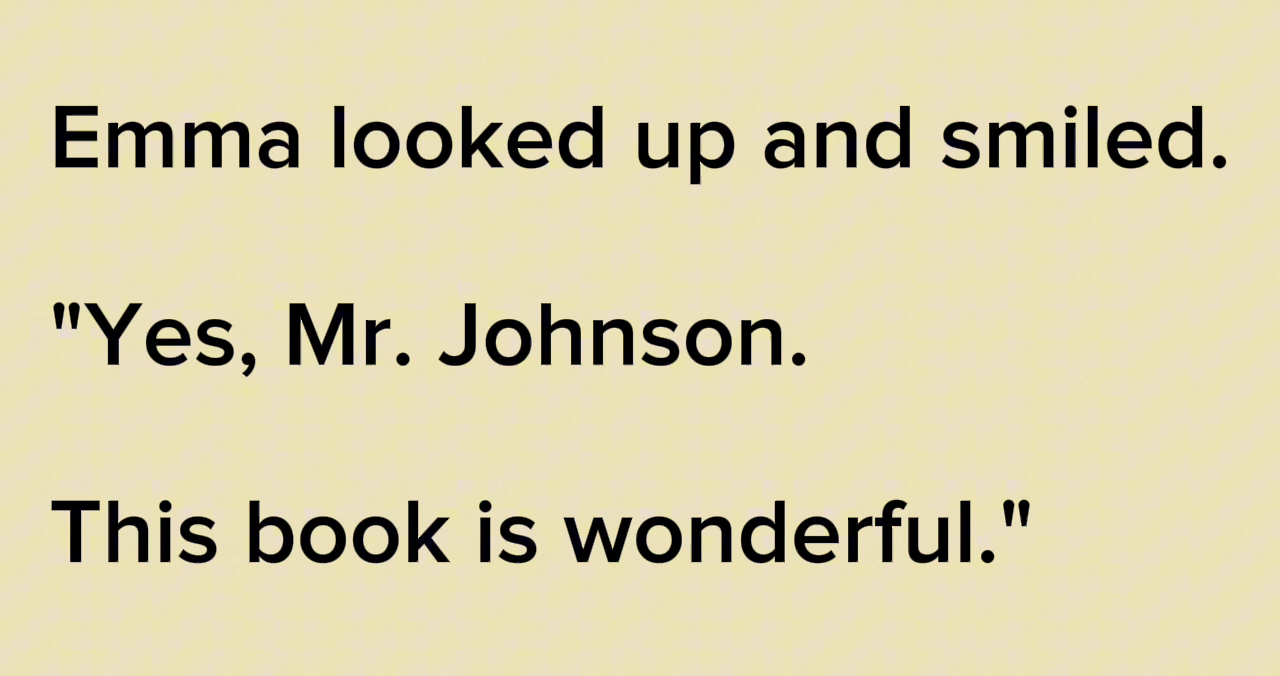 Emma looked up and smiled.
"Yes, Mr. Johnson.
This book is wonderful."